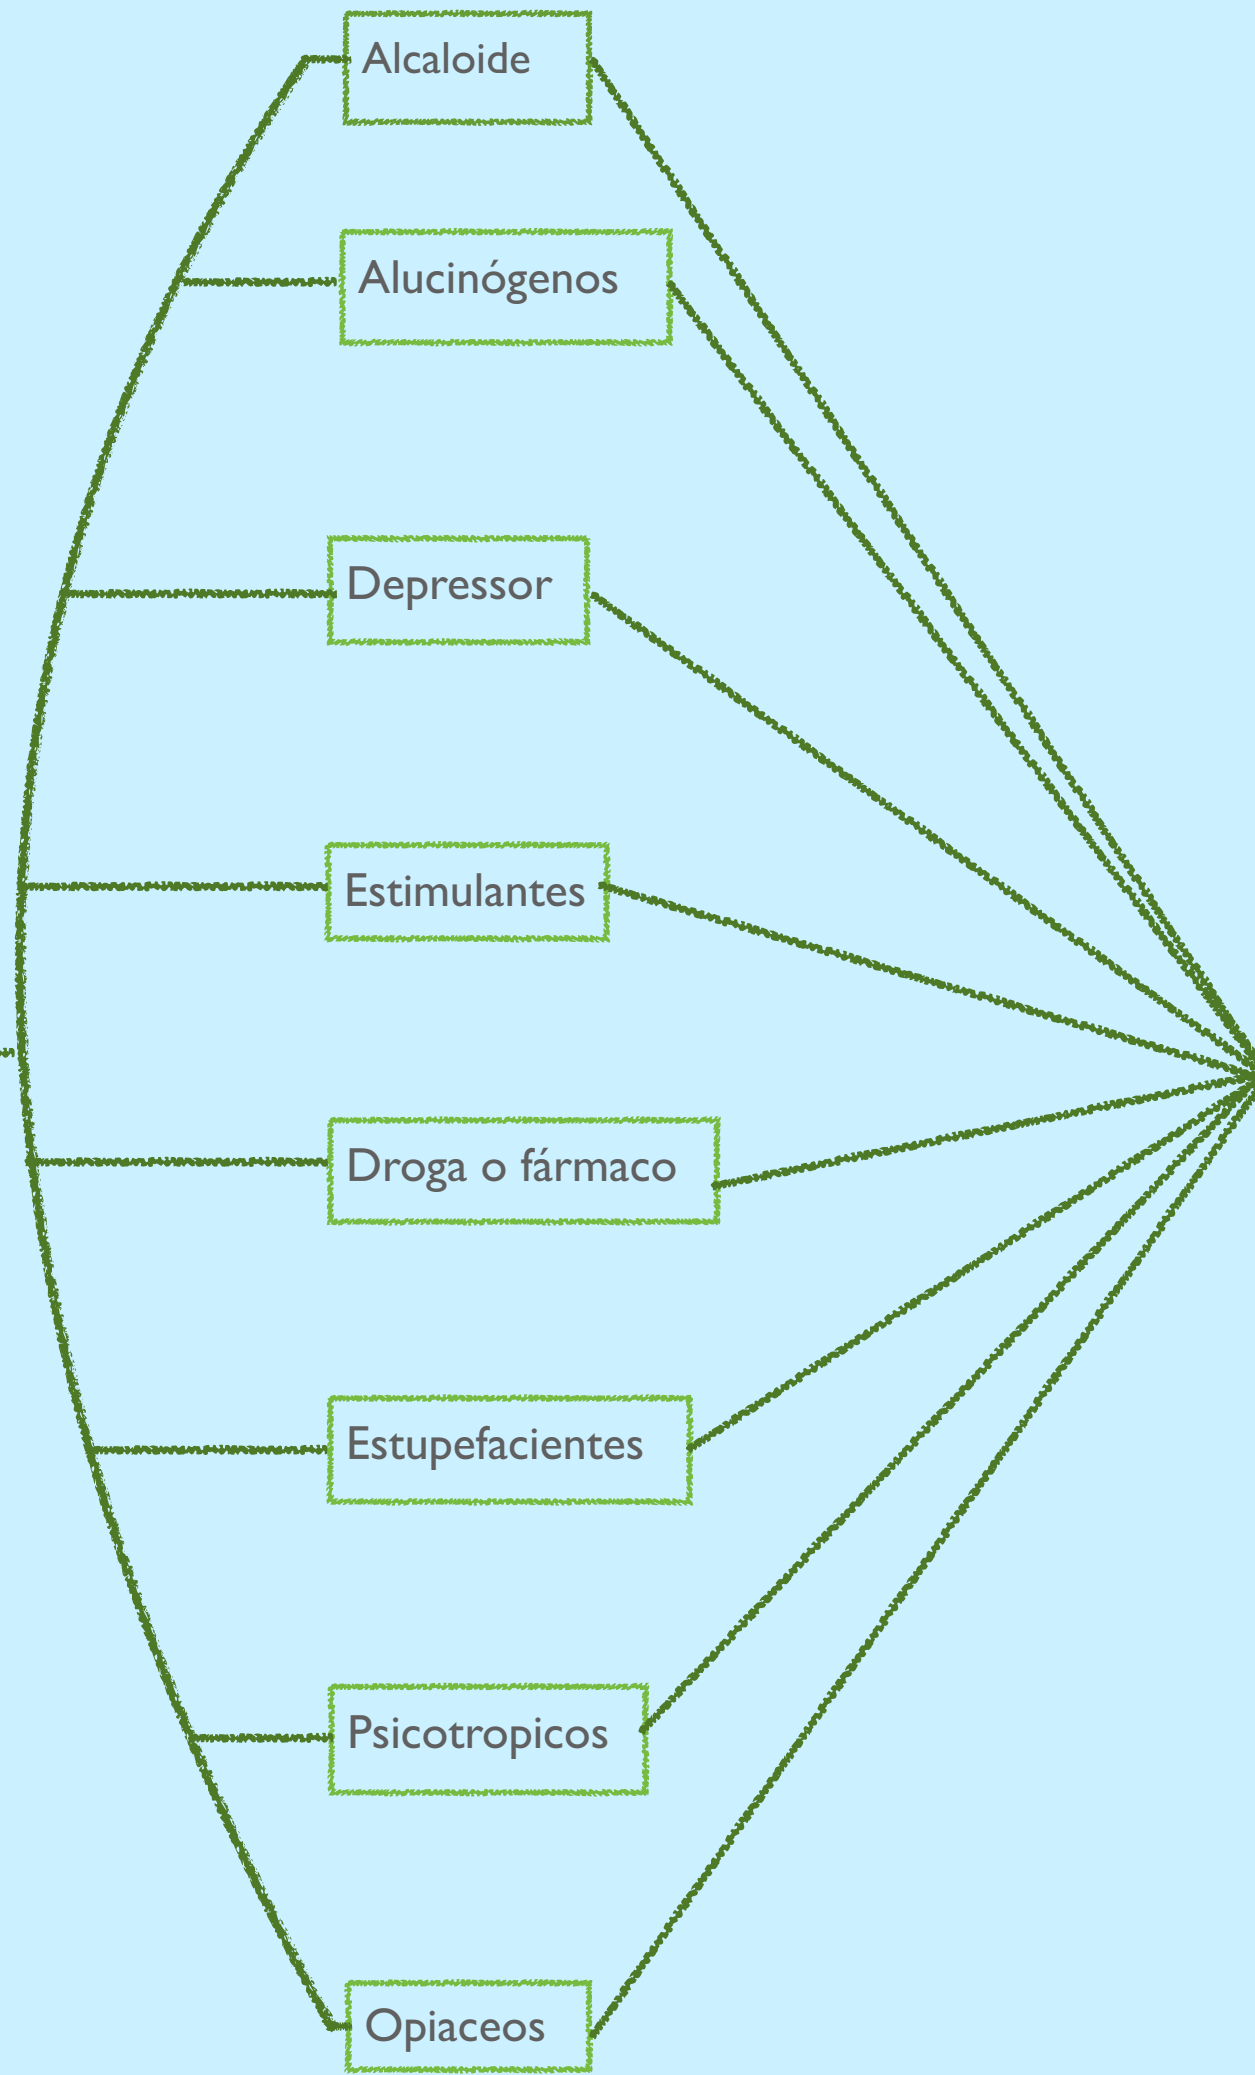 Alcaloide
Alucinógenos
Depressor
Estimulantes
Droga o fármaco
Estupefacientes
Psicotropicos
Opiaceos